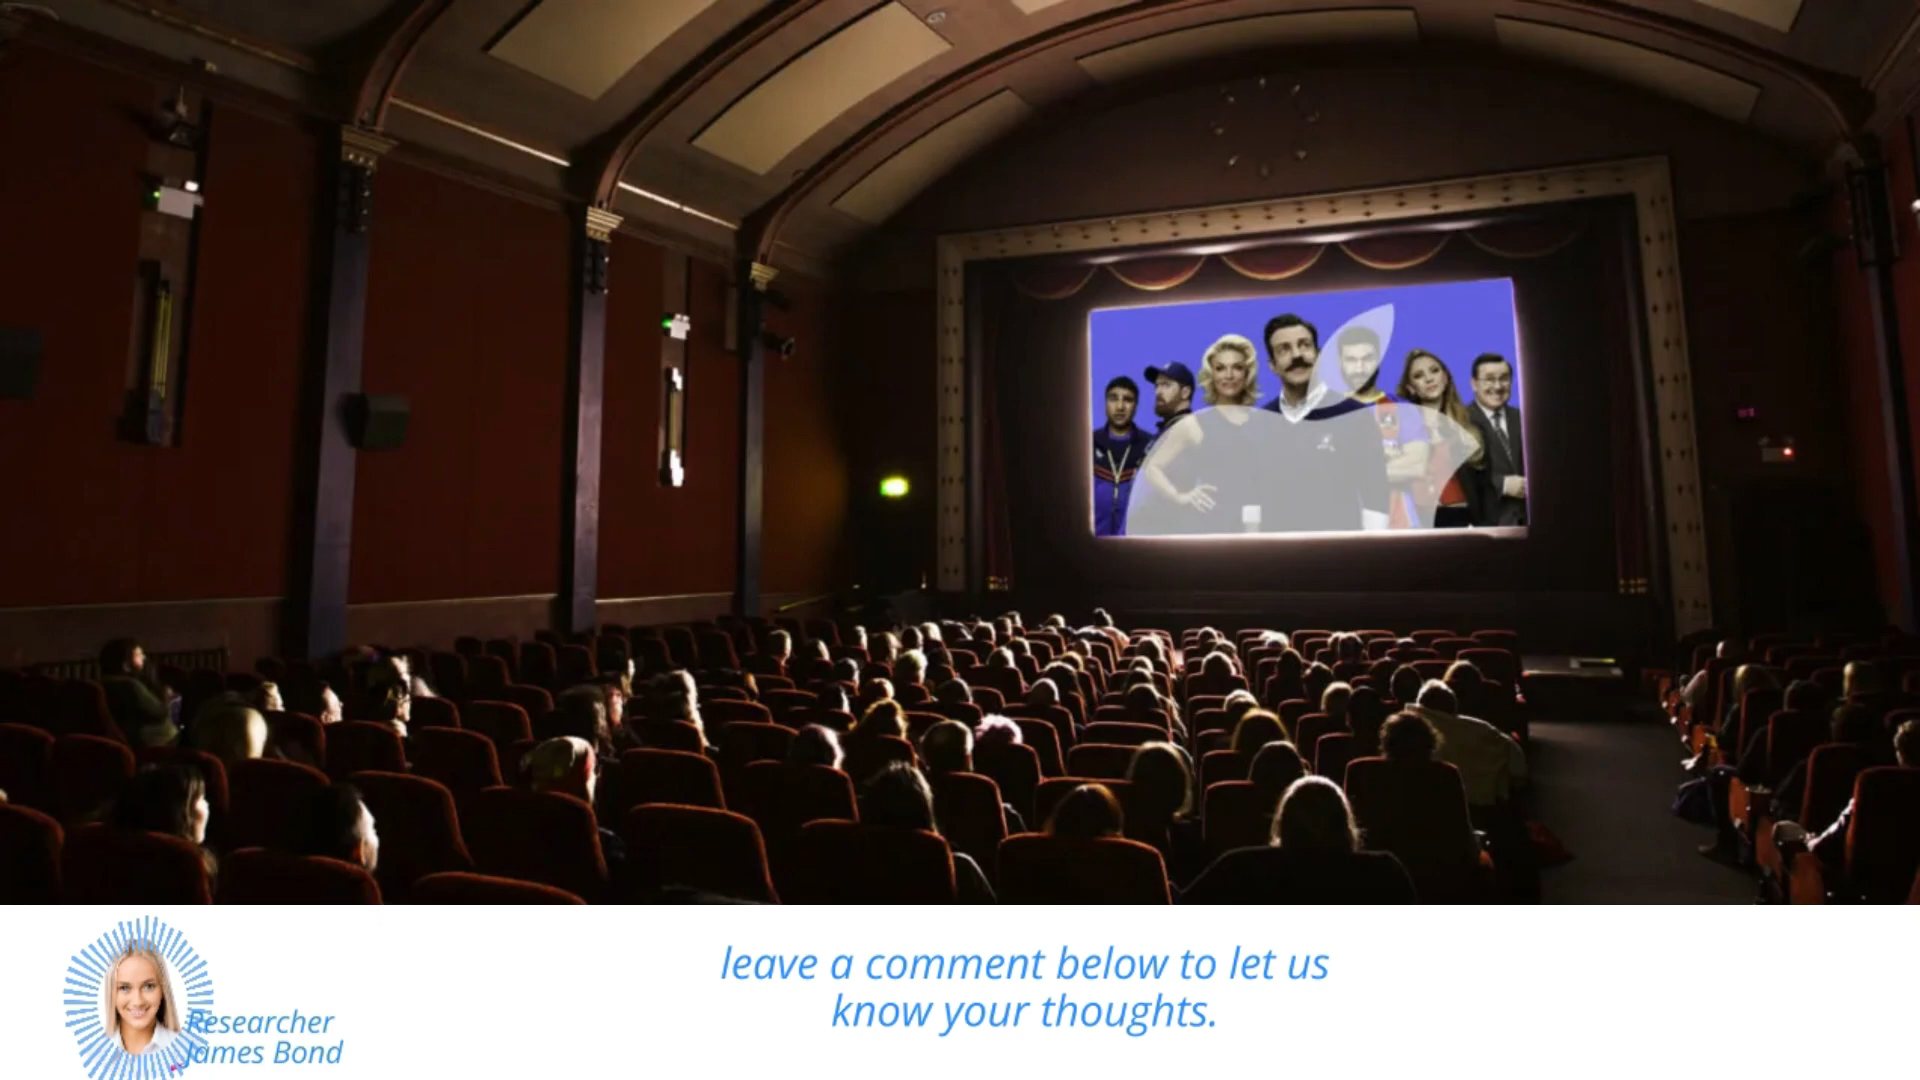 leave a comment below to let us
know your thoughts.
Researcher
James Bond